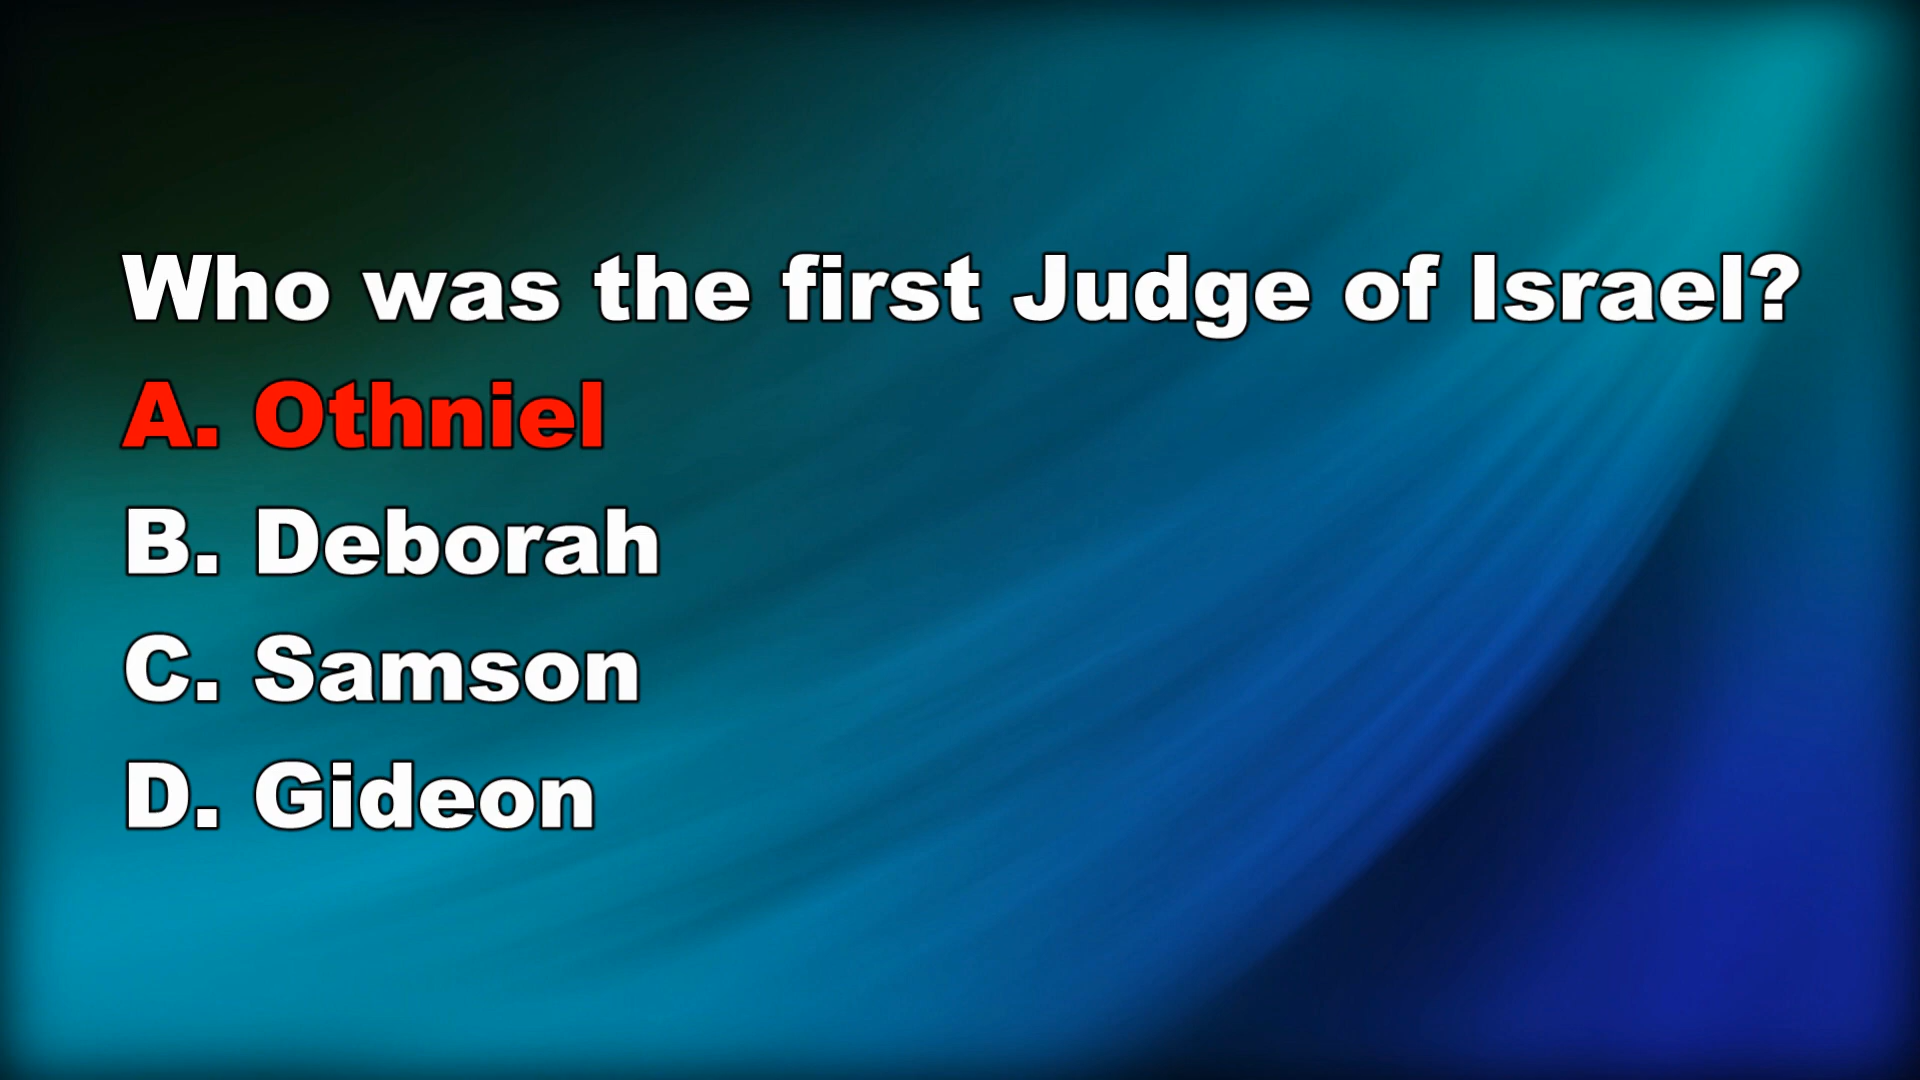 Who was the first Judge of Israel?
A. Othniel
B. Deborah
C. Samson
D. Gideon